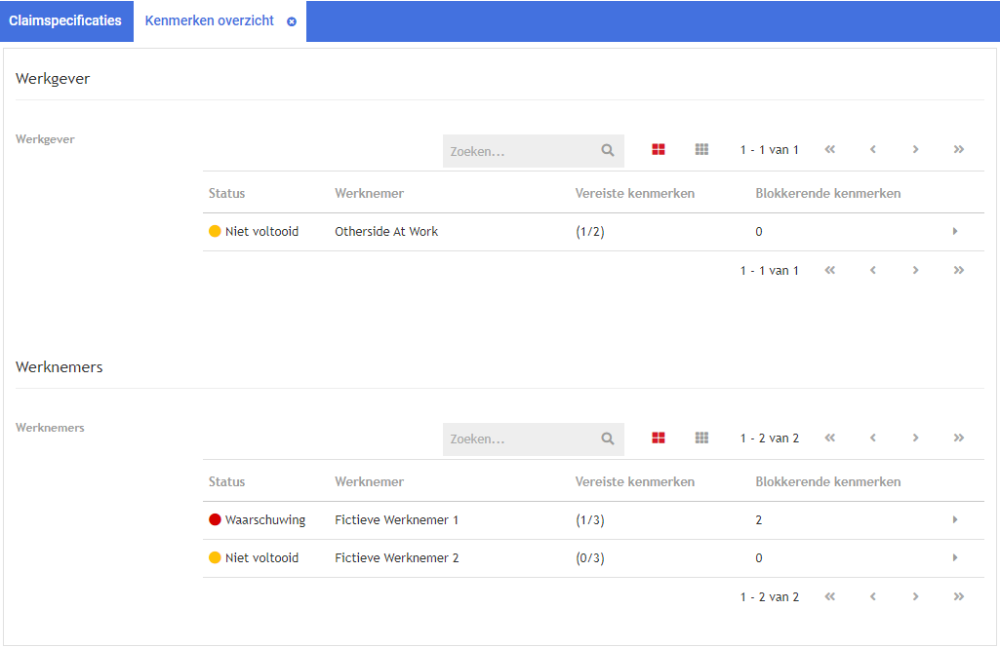 Claimspecificaties Kenmerken overzicht
Werkgever
Werkgever
Zoeken... 1 - 1 van 1
Status Werknemer Vereiste kenmerken Blokkerende kenmerken
Niet voltooid Otherside At Work (1/2) 0
1 - 1 van 1
Werknemers
Werknemers
Zoeken... 1 - 2 van 2
Status Werknemer Vereiste kenmerken Blokkerende kenmerken
Waarschuwing Fictieve Werknemer 1 (1/3) 2
Niet voltooid Fictieve Werknemer 2 (0/3) 0
1 - 2 van 2